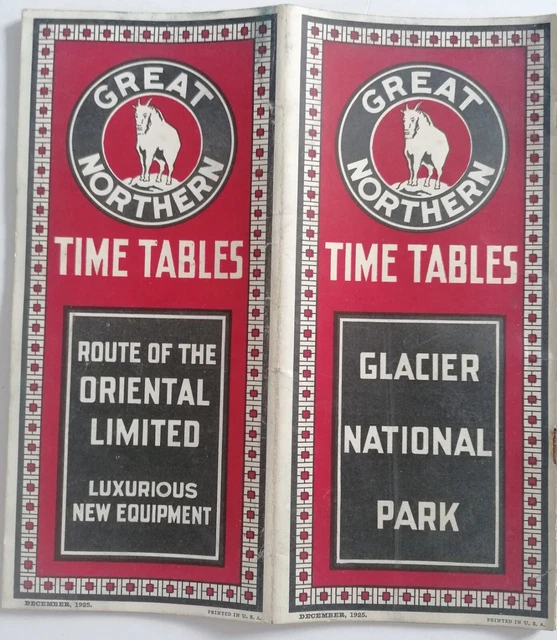 GREAT
NORTHERN
TIME TABLES
ROUTE OF THE
ORIENTAL
LIMITED
LUXURIOUS
NEW EQUIPMENT
DECEMBER, 1925.
PRINTED IN U. S. A.
GREAT
NORTHERN
TIME TABLES
GLACIER
NATIONAL
PARK
DECEMBER, 1925.
PRINTED IN U. S. A.